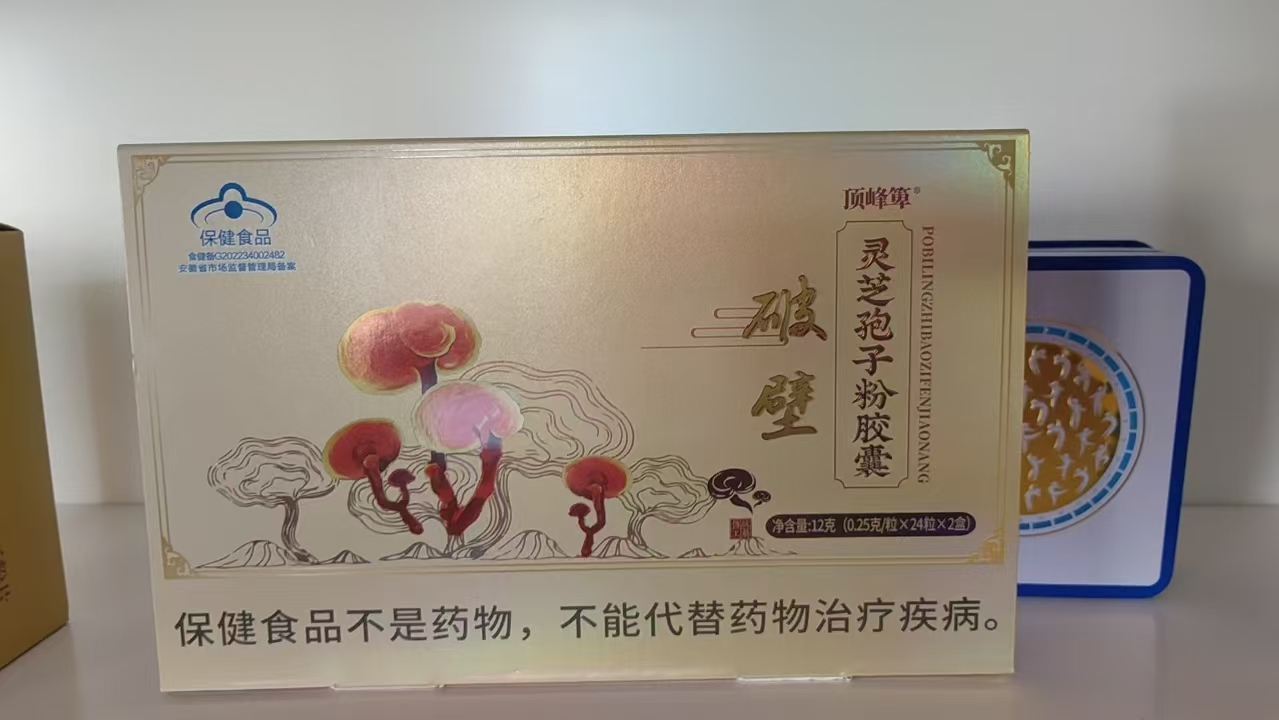 保健食品
食健备G202234002482
安徽省市场监督管理局备案
顶峰箄®
破壁
灵芝孢子粉胶囊
POBILINGZHIBAOZIFENJIAONANG
净含量:12克（0.25克/粒×24粒×2盒）
保健食品不是药物，不能代替药物治疗疾病。